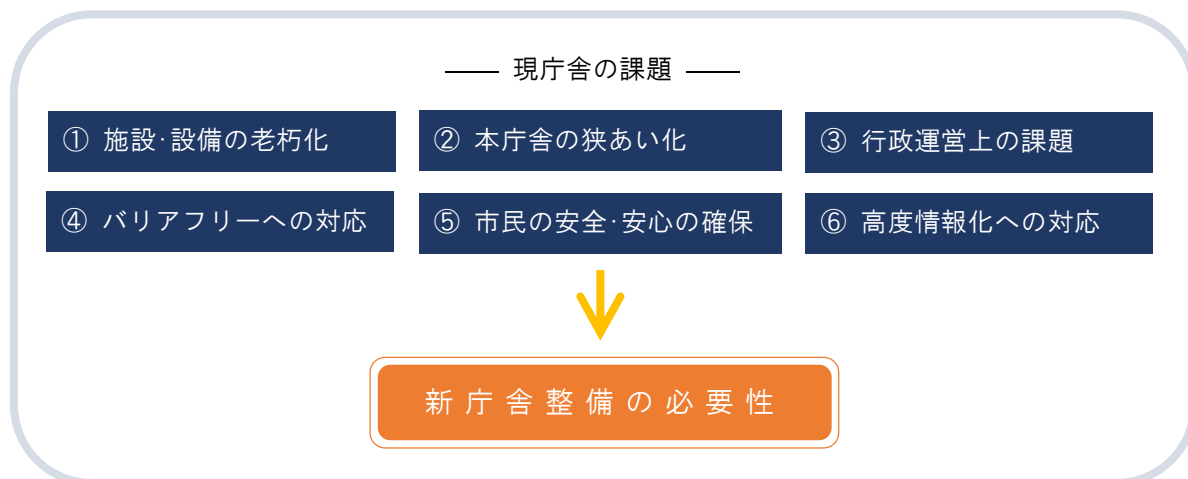 現庁舎の課題
① 施設･設備の老朽化
② 本庁舎の狭あい化
③ 行政運営上の課題
④ バリアフリーへの対応
⑤ 市民の安全･安心の確保
⑥ 高度情報化への対応
新庁舎整備の必要性